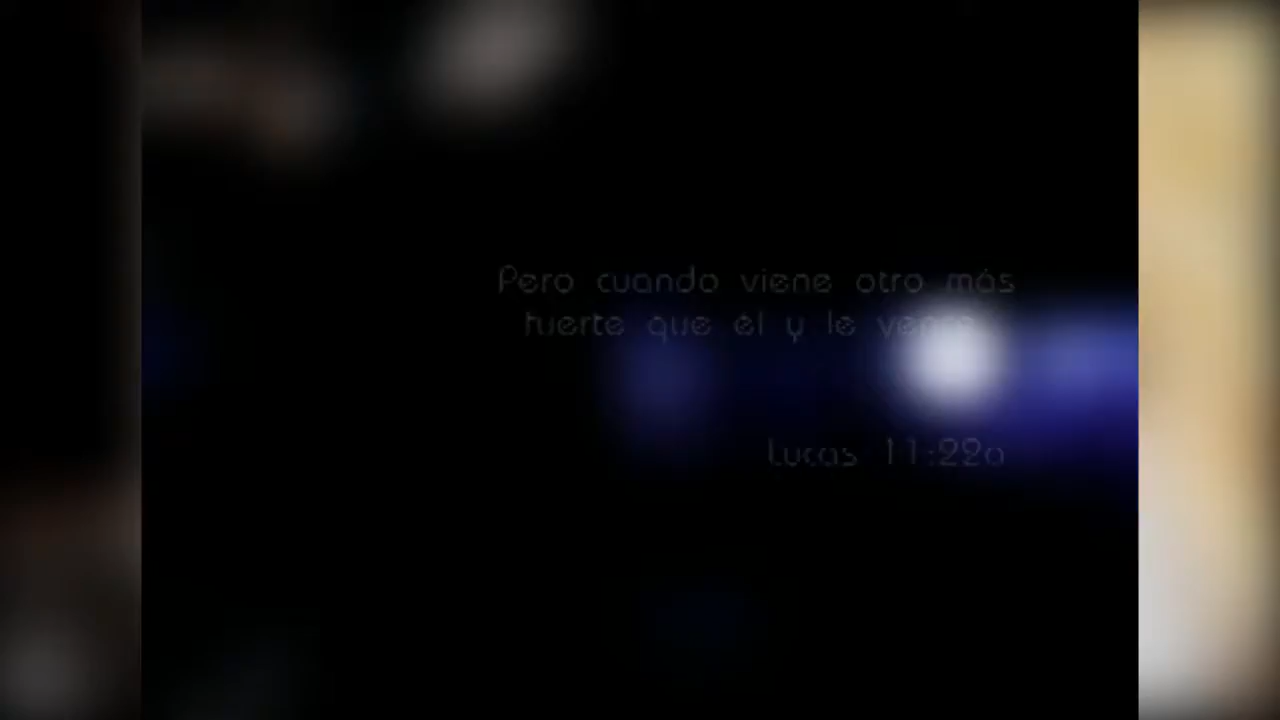 Pero cuando viene otro más
fuerte que él y le
Lucas 11:22a